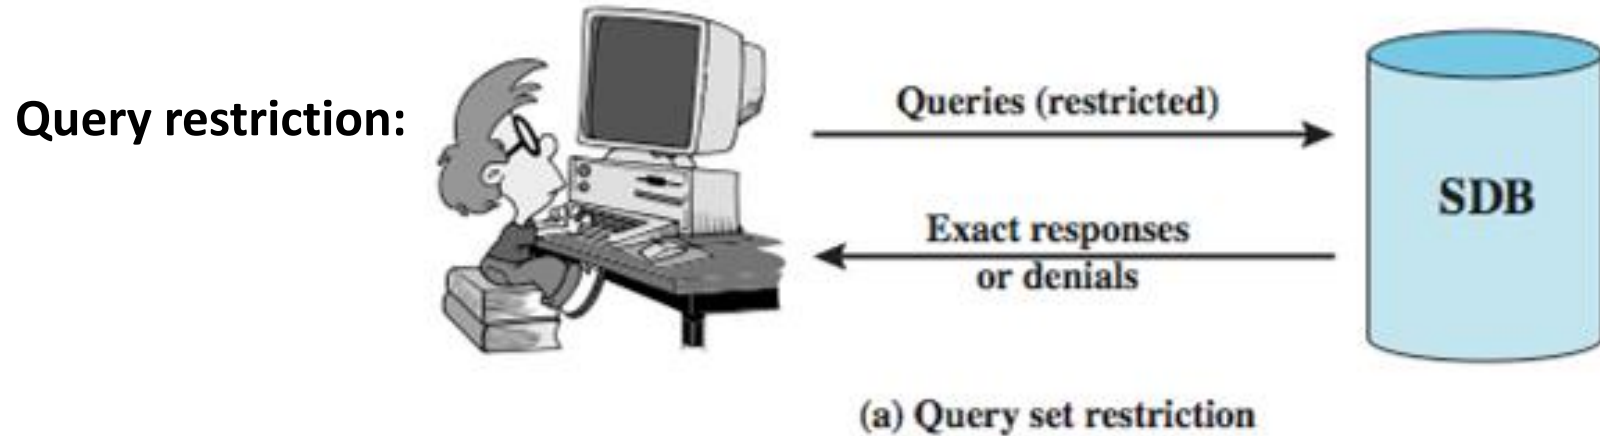 Query restriction:
Queries (restricted)
SDB
Exact responses
or denials
(a) Query set restriction